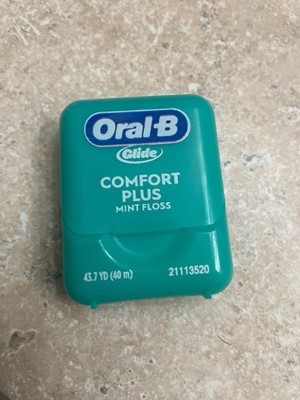 Oral-B
Glide
COMFORT
PLUS
MINT FLOSS
43.7 YD (40 m) 21113520